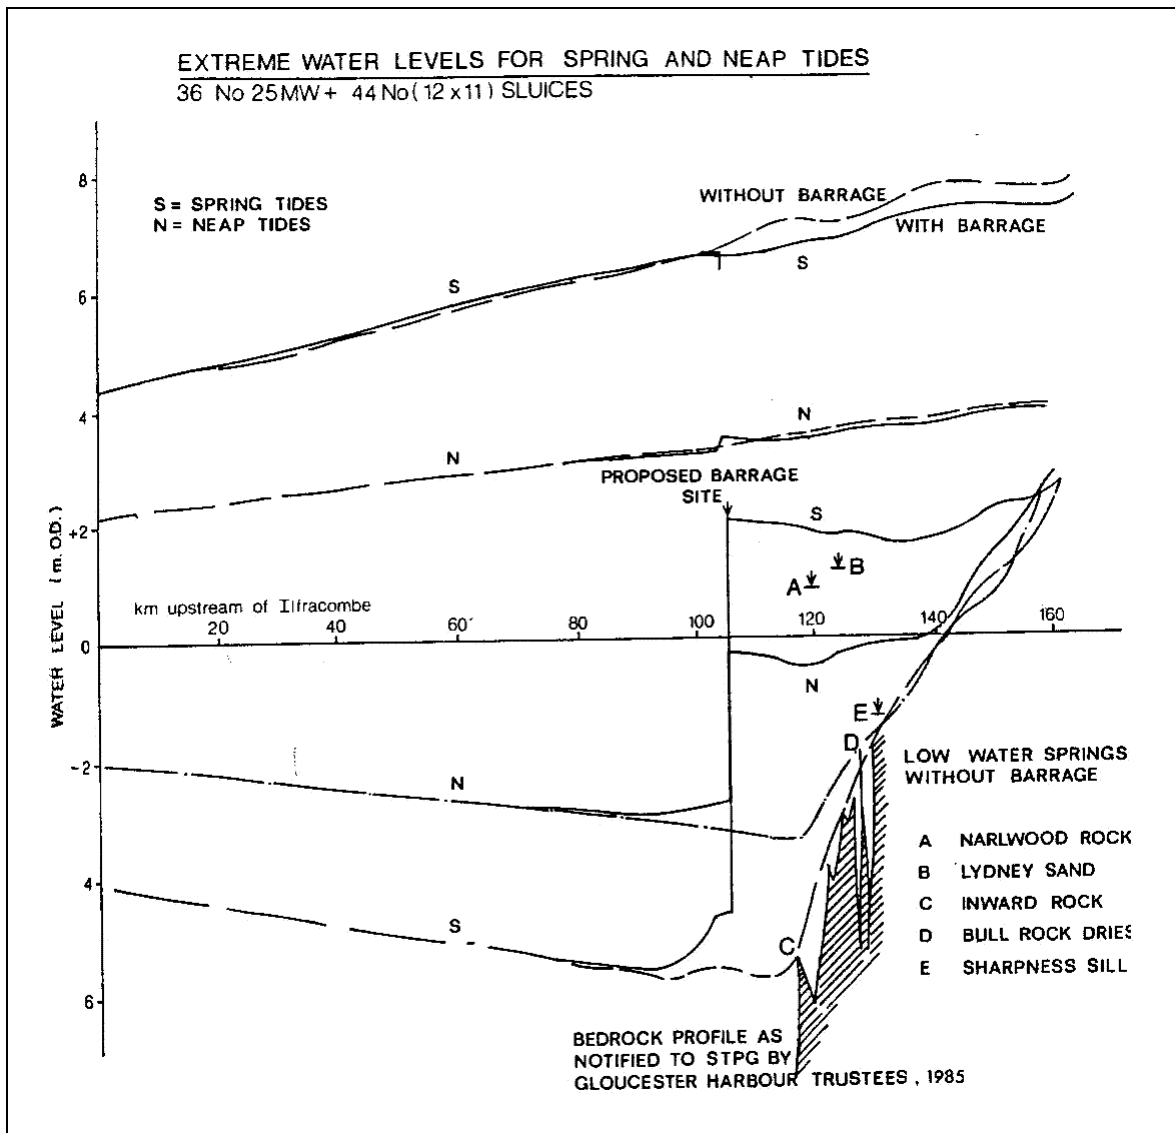 EXTREME WATER LEVELS FOR SPRING AND NEAP TIDES
36 No 25MW + 44No (12 x 11) SLUICES
S = SPRING TIDES
N = NEAP TIDES
WITHOUT BARRAGE
WITH BARRAGE
8
6
4
+2
0
-2
4
6
WATER LEVEL (m. O.D.)
S
S
N
N
PROPOSED BARRAGE
SITE
S
A
B
km upstream of Ilfracombe
20
40
60
80
100
120
140
160
N
E
D
N
S
C
LOW WATER SPRINGS
WITHOUT BARRAGE
A NARLWOOD ROCK
B LYDNEY SAND
C INWARD ROCK
D BULL ROCK DRIES
E SHARPNESS SILL
BEDROCK PROFILE AS
NOTIFIED TO STPG BY
GLOUCESTER HARBOUR TRUSTEES, 1985